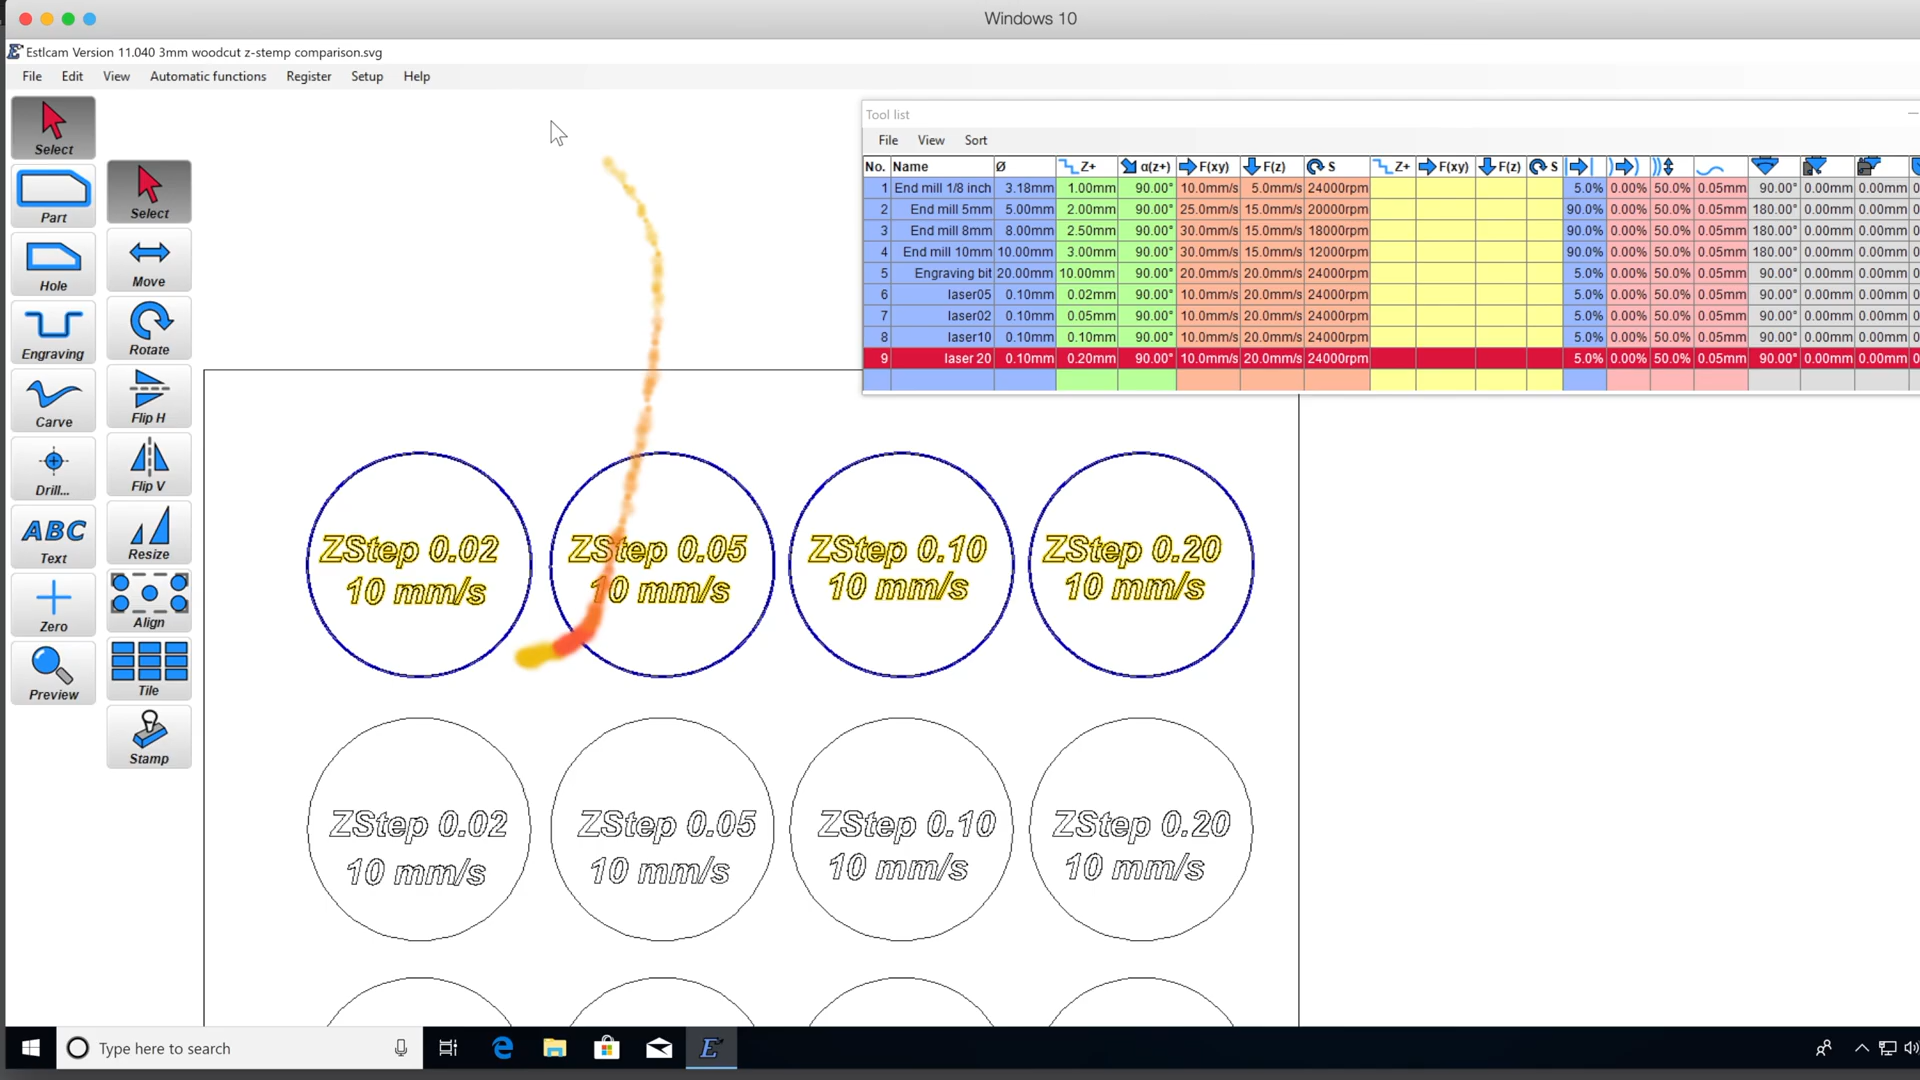 Windows 10
Estlcam Version 11.040 3mm woodcut z-stemp comparison.svg
File Edit View Automatic functions Register Setup Help
Select
Part
Hole
Engraving
Carve
Drill...
ABC
Text
Zero
Preview
Select
Move
Rotate
Flip H
Flip V
Resize
Align
Tile
Stamp
Tool list
File View Sort
No. Name Ø Z+ α(z+) F(xy) F(z) S Z+ F(xy) F(z) S
1 End mill 1/8 inch 3.18mm 1.00mm 90.00° 10.0mm/s 5.0mm/s 24000rpm 5.0% 0.00% 50.0% 0.05mm 90.00° 0.00mm 0.00mm 0
2 End mill 5mm 5.00mm 2.00mm 90.00° 25.0mm/s 15.0mm/s 20000rpm 90.0% 0.00% 50.0% 0.05mm 180.00° 0.00mm 0.00mm 0
3 End mill 8mm 8.00mm 2.50mm 90.00° 30.0mm/s 15.0mm/s 18000rpm 90.0% 0.00% 50.0% 0.05mm 180.00° 0.00mm 0.00mm 0
4 End mill 10mm 10.00mm 3.00mm 90.00° 30.0mm/s 15.0mm/s 12000rpm 90.0% 0.00% 50.0% 0.05mm 180.00° 0.00mm 0.00mm 0
5 Engraving bit 20.00mm 10.00mm 90.00° 20.0mm/s 20.0mm/s 24000rpm 5.0% 0.00% 50.0% 0.05mm 90.00° 0.00mm 0.00mm 0
6 laser05 0.10mm 0.02mm 90.00° 10.0mm/s 20.0mm/s 24000rpm 5.0% 0.00% 50.0% 0.05mm 90.00° 0.00mm 0.00mm 0
7 laser02 0.10mm 0.05mm 90.00° 10.0mm/s 20.0mm/s 24000rpm 5.0% 0.00% 50.0% 0.05mm 90.00° 0.00mm 0.00mm 0
8 laser10 0.10mm 0.10mm 90.00° 10.0mm/s 20.0mm/s 24000rpm 5.0% 0.00% 50.0% 0.05mm 90.00° 0.00mm 0.00mm 0
9 laser 20 0.10mm 0.20mm 90.00° 10.0mm/s 20.0mm/s 24000rpm 5.0% 0.00% 50.0% 0.05mm 90.00° 0.00mm 0.00mm 0
ZStep 0.02
10 mm/s
ZStep 0.05
10 mm/s
ZStep 0.10
10 mm/s
ZStep 0.20
10 mm/s
ZStep 0.02
10 mm/s
ZStep 0.05
10 mm/s
ZStep 0.10
10 mm/s
ZStep 0.20
10 mm/s
Type here to search